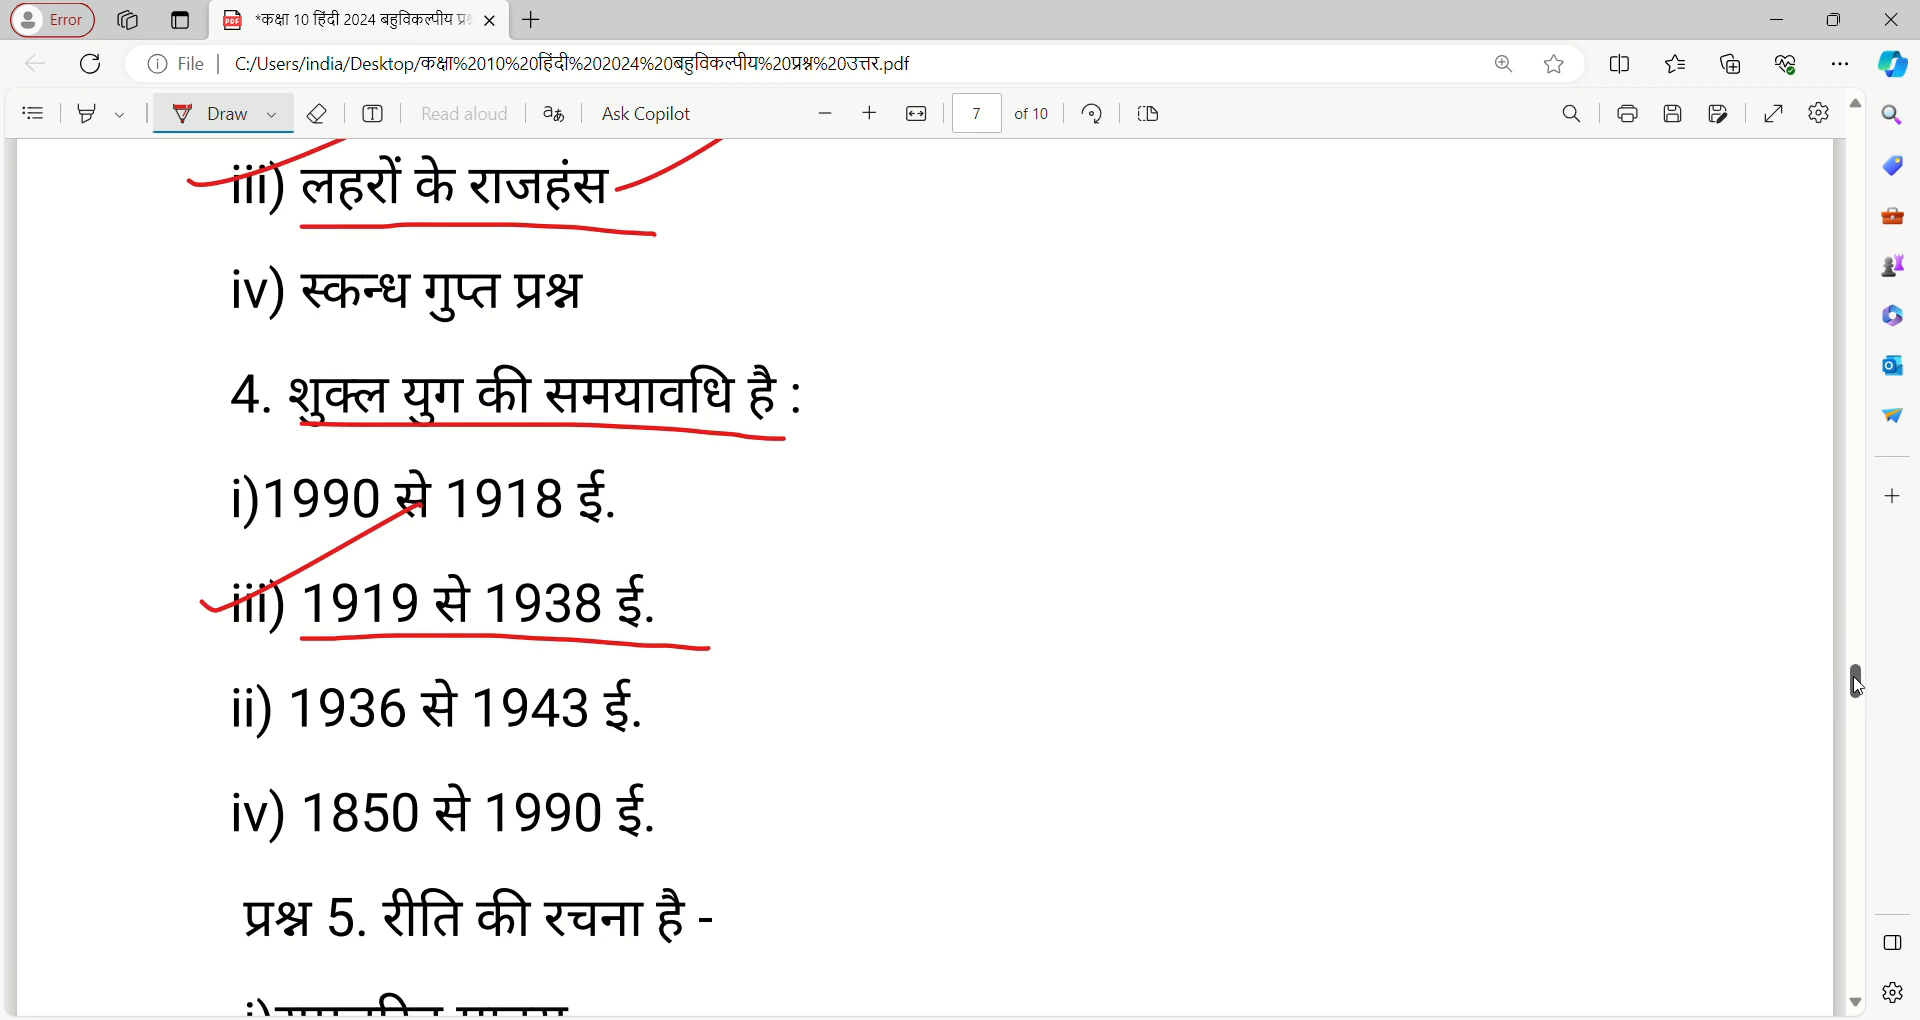 Error
*कक्षा 10 हिंदी 2024 बहुविकल्पीय प्रश्
File
C:/Users/india/Desktop/कक्षा%2010%20हिंदी%202024%20बहुविकल्पीय%20प्रश्न%20उत्तर.pdf
Draw
Read aloud
Ask Copilot
7 of 10
iii) लहरों के राजहंस
iv) स्कन्ध गुप्त प्रश्न
4. शुक्ल युग की समयावधि है :
i)1990 से 1918 ई.
iii) 1919 से 1938 ई.
ii) 1936 से 1943 ई.
iv) 1850 से 1990 ई.
प्रश्न 5. रीति की रचना है -